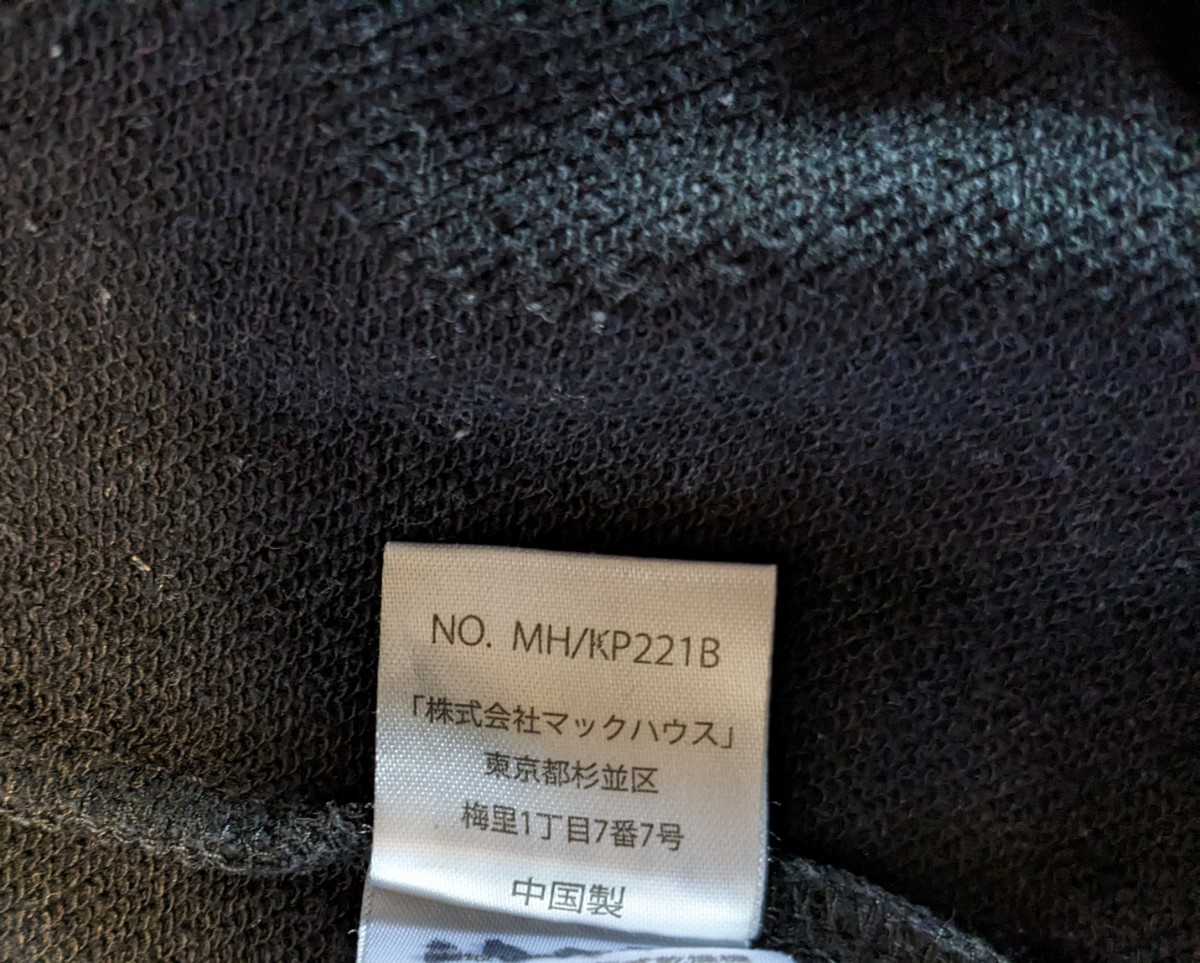 NO. MH/KP221B
「株式会社マックハウス」
東京都杉並区
梅里1丁目7番7号
中国製